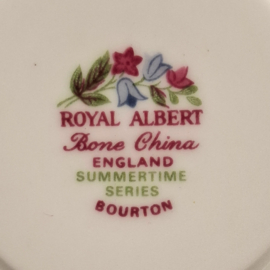 ROYAL ALBERT
Bone China
ENGLAND
SUMMERTIME
SERIES
BOURTON